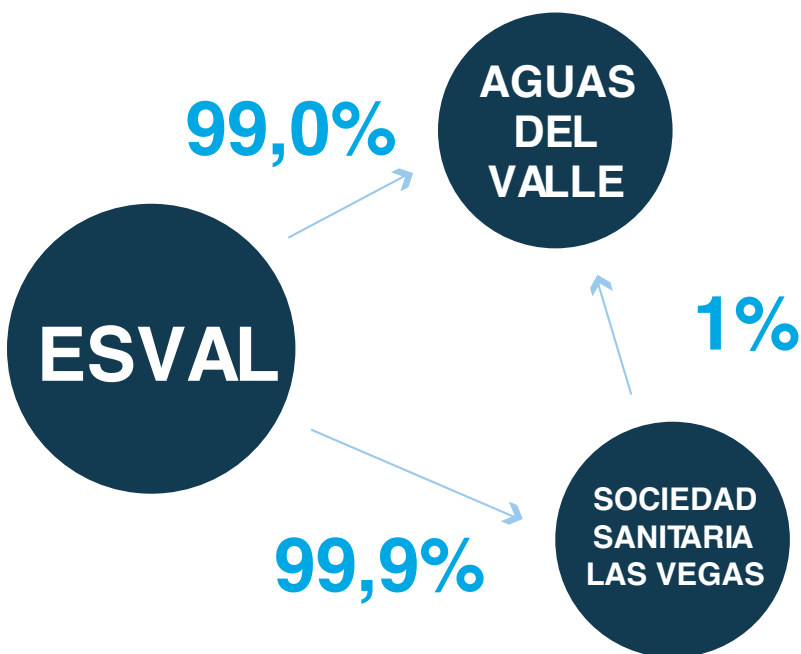 AGUAS
DEL
VALLE
99,0%
ESVAL
1%
99,9%
SOCIEDAD
SANITARIA
LAS VEGAS